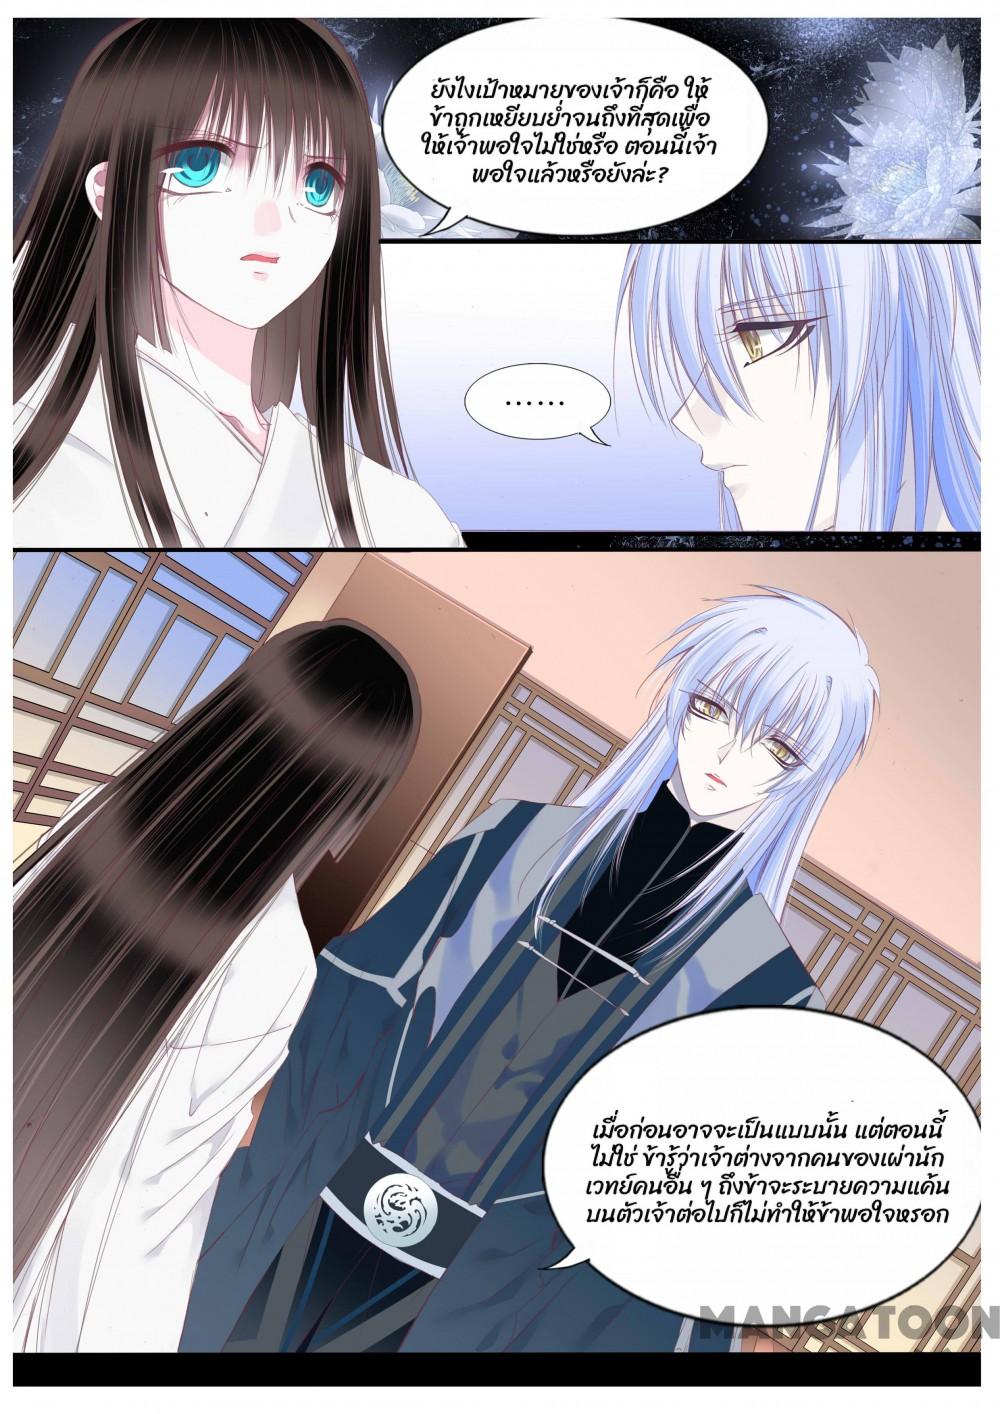 ยังไงเป้าหมายของเจ้าก็คือ ให้
ข้าถูกเหยียบย่ำจนถึงที่สุดเพื่อ
ให้เจ้าพอใจไม่ใช่หรือ ตอนนี้เจ้า
พอใจแล้วหรือยังล่ะ?
......
เมื่อก่อนอาจจะเป็นแบบนั้น แต่ตอนนี้
ไม่ใช่ ข้ารู้ว่าเจ้าต่างจากคนของเผ่านัก
เวทย์คนอื่น ๆ ถึงข้าจะระบายความแค้น
บนตัวเจ้าต่อไปก็ไม่ทำให้ข้าพอใจหรอก
MANGATOON